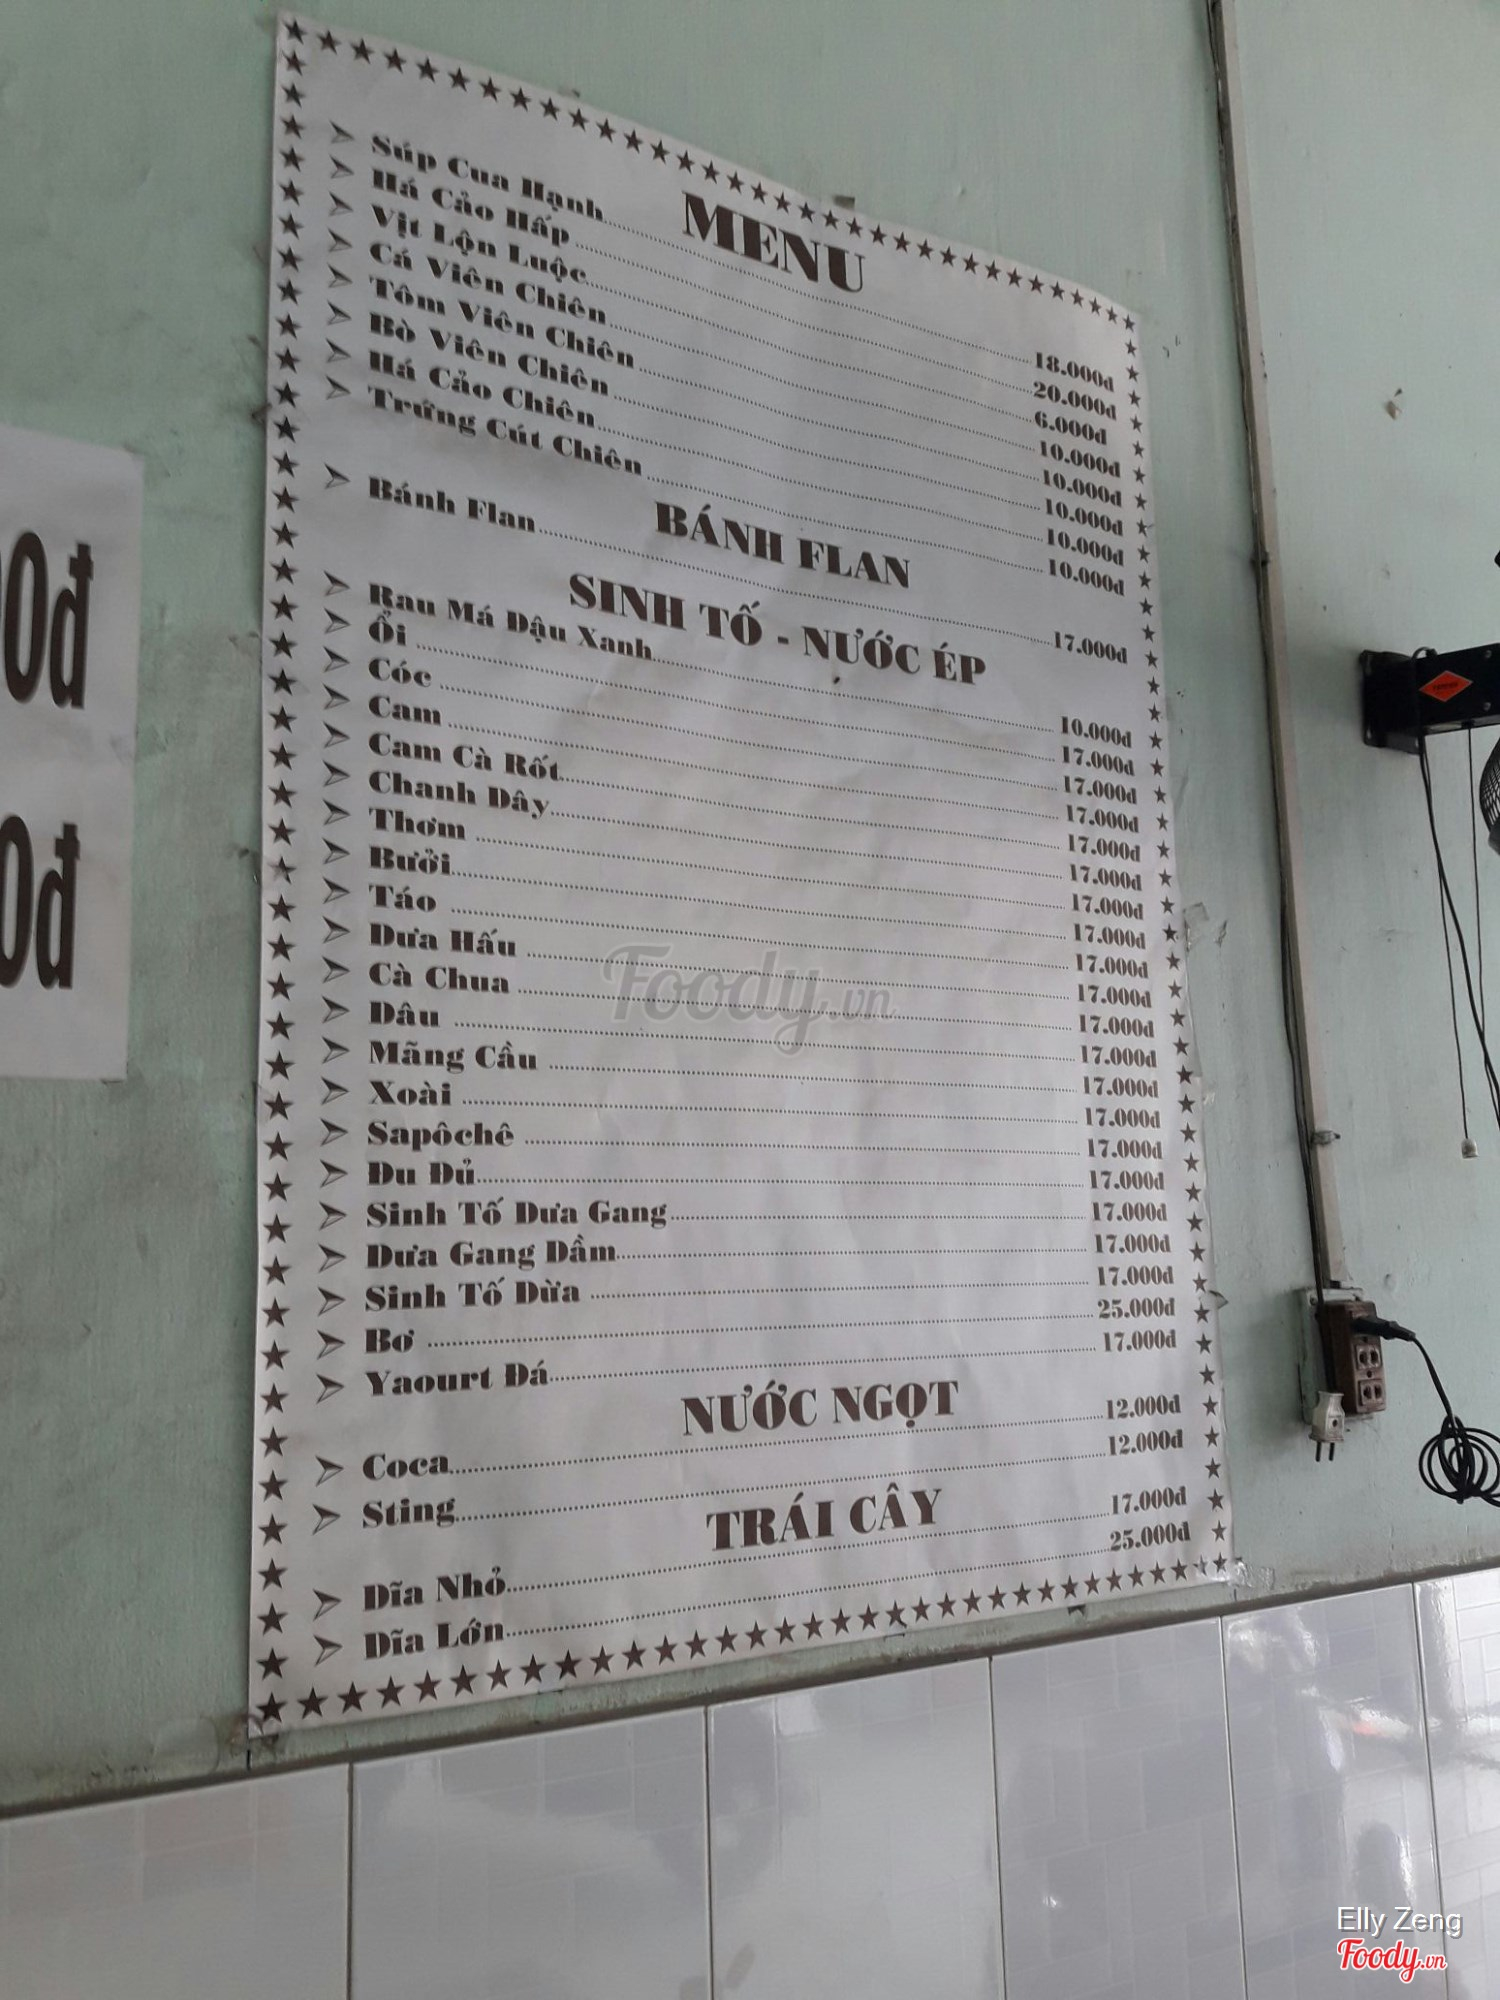 MENU
➢ Súp Cua Hạnh........18.000đ
➢ Há Cảo Hấp........20.000đ
➢ Vịt Lộn Luộc........6.000đ
➢ Cá Viên Chiên........10.000đ
➢ Tôm Viên Chiên........10.000đ
➢ Bò Viên Chiên........10.000đ
➢ Há Cảo Chiên........10.000đ
➢ Trứng Cút Chiên........10.000đ
BÁNH FLAN
➢ Bánh Flan........17.000đ
SINH TỐ - NƯỚC ÉP
➢ Rau Má Dậu Xanh........10.000đ
➢ Ổi........17.000đ
➢ Cóc........17.000đ
➢ Cam........17.000đ
➢ Cam Cà Rốt........17.000đ
➢ Chanh Dây........17.000đ
➢ Thơm........17.000đ
➢ Bưởi........17.000đ
➢ Táo........17.000đ
➢ Dưa Hấu........17.000đ
➢ Cà Chua........17.000đ
➢ Dâu........17.000đ
➢ Mãng Cầu........17.000đ
➢ Xoài........17.000đ
➢ Sapôchê........17.000đ
➢ Đu Đủ........17.000đ
➢ Sinh Tố Dưa Gang........17.000đ
➢ Dưa Gang Dầm........17.000đ
➢ Sinh Tố Dừa........17.000đ
➢ Bơ........25.000đ
➢ Yaourt Đá........17.000đ
NƯỚC NGỌT
➢ Coca........12.000đ
➢ Sting........12.000đ
TRÁI CÂY
➢ Dĩa Nhỏ........17.000đ
➢ Dĩa Lớn........25.000đ
0đ
0đ
Foody.vn
Elly Zeng
Foody.vn